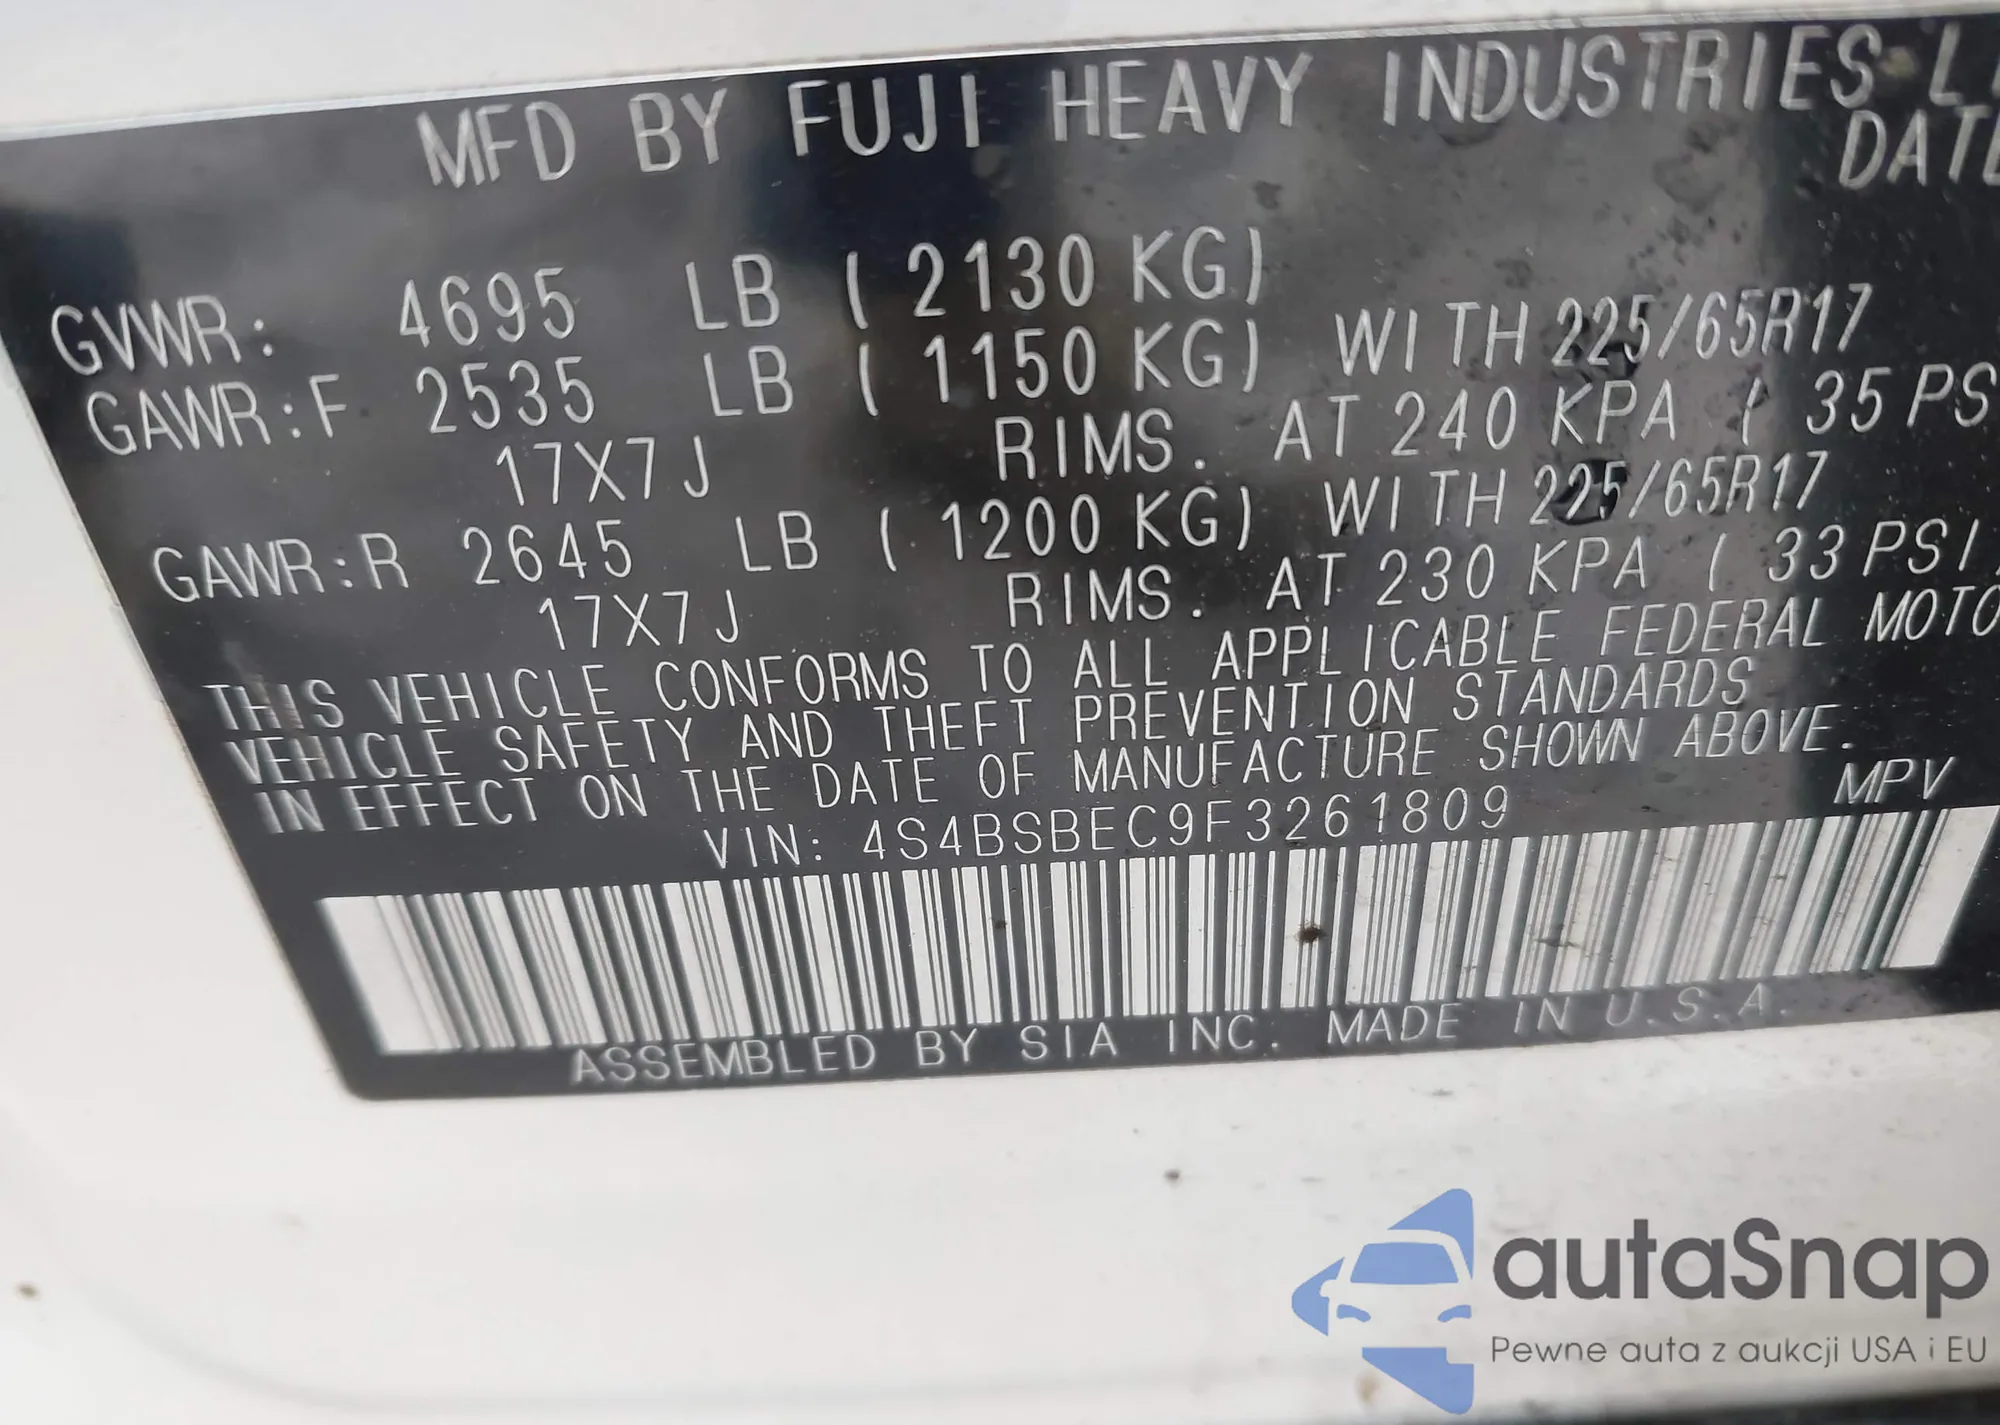 MFD BY FUJI HEAVY INDUSTRIES L
DATE
GVWR: 4695 LB ( 2130 KG)
GAWR:F 2535 LB ( 1150 KG) WITH 225/65R17
17X7J RIMS. AT 240 KPA ( 35 PS
GAWR:R 2645 LB ( 1200 KG) WITH 225/65R17
17X7J RIMS. AT 230 KPA ( 33 PSI,
THIS VEHICLE CONFORMS TO ALL APPLICABLE FEDERAL MOTO
VEHICLE SAFETY AND THEFT PREVENTION STANDARDS
IN EFFECT ON THE DATE OF MANUFACTURE SHOWN ABOVE.
VIN: 4S4BSBEC9F3261809 MPV
ASSEMBLED BY SIA INC. MADE IN U.S.A.
autaSnap
Pewne auta z aukcji USA i EU